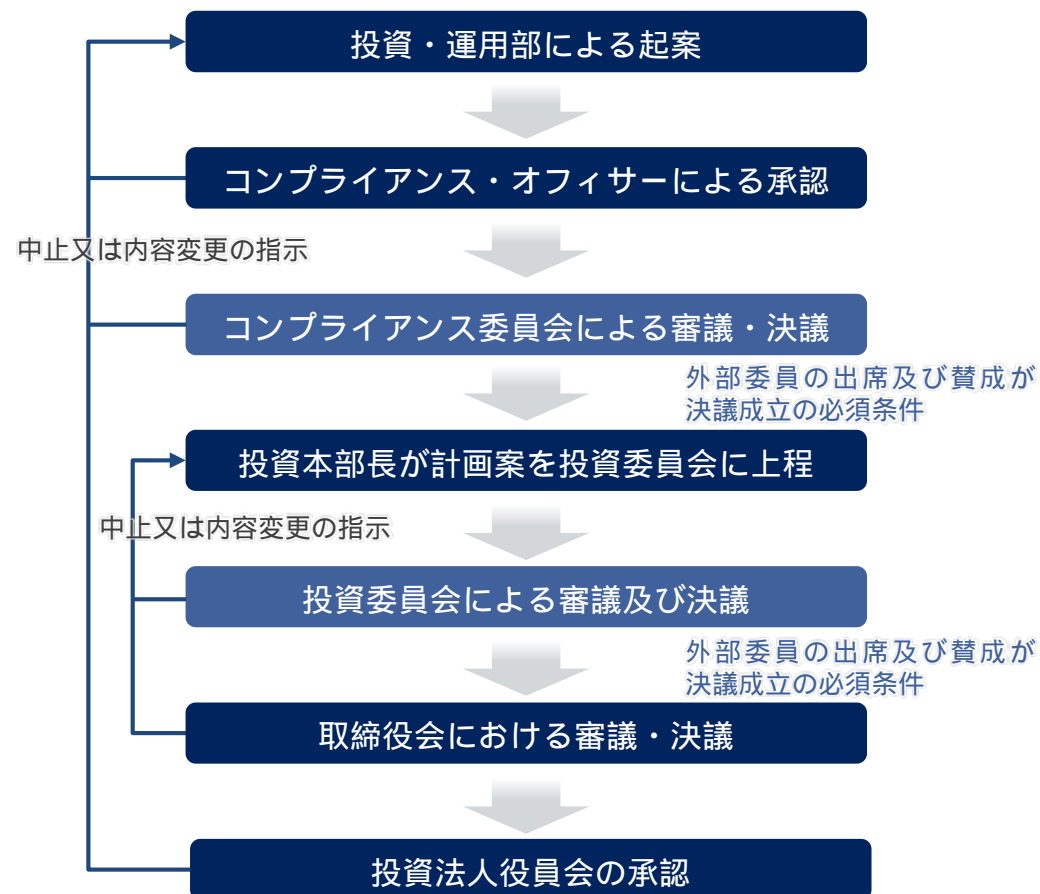 投資・運用部による起案
コンプライアンス・オフィサーによる承認
中止又は内容変更の指示
コンプライアンス委員会による審議・決議
外部委員の出席及び賛成が
決議成立の必須条件
投資本部長が計画案を投資委員会に上程
中止又は内容変更の指示
投資委員会による審議及び決議
外部委員の出席及び賛成が
決議成立の必須条件
取締役会における審議・決議
投資法人役員会の承認